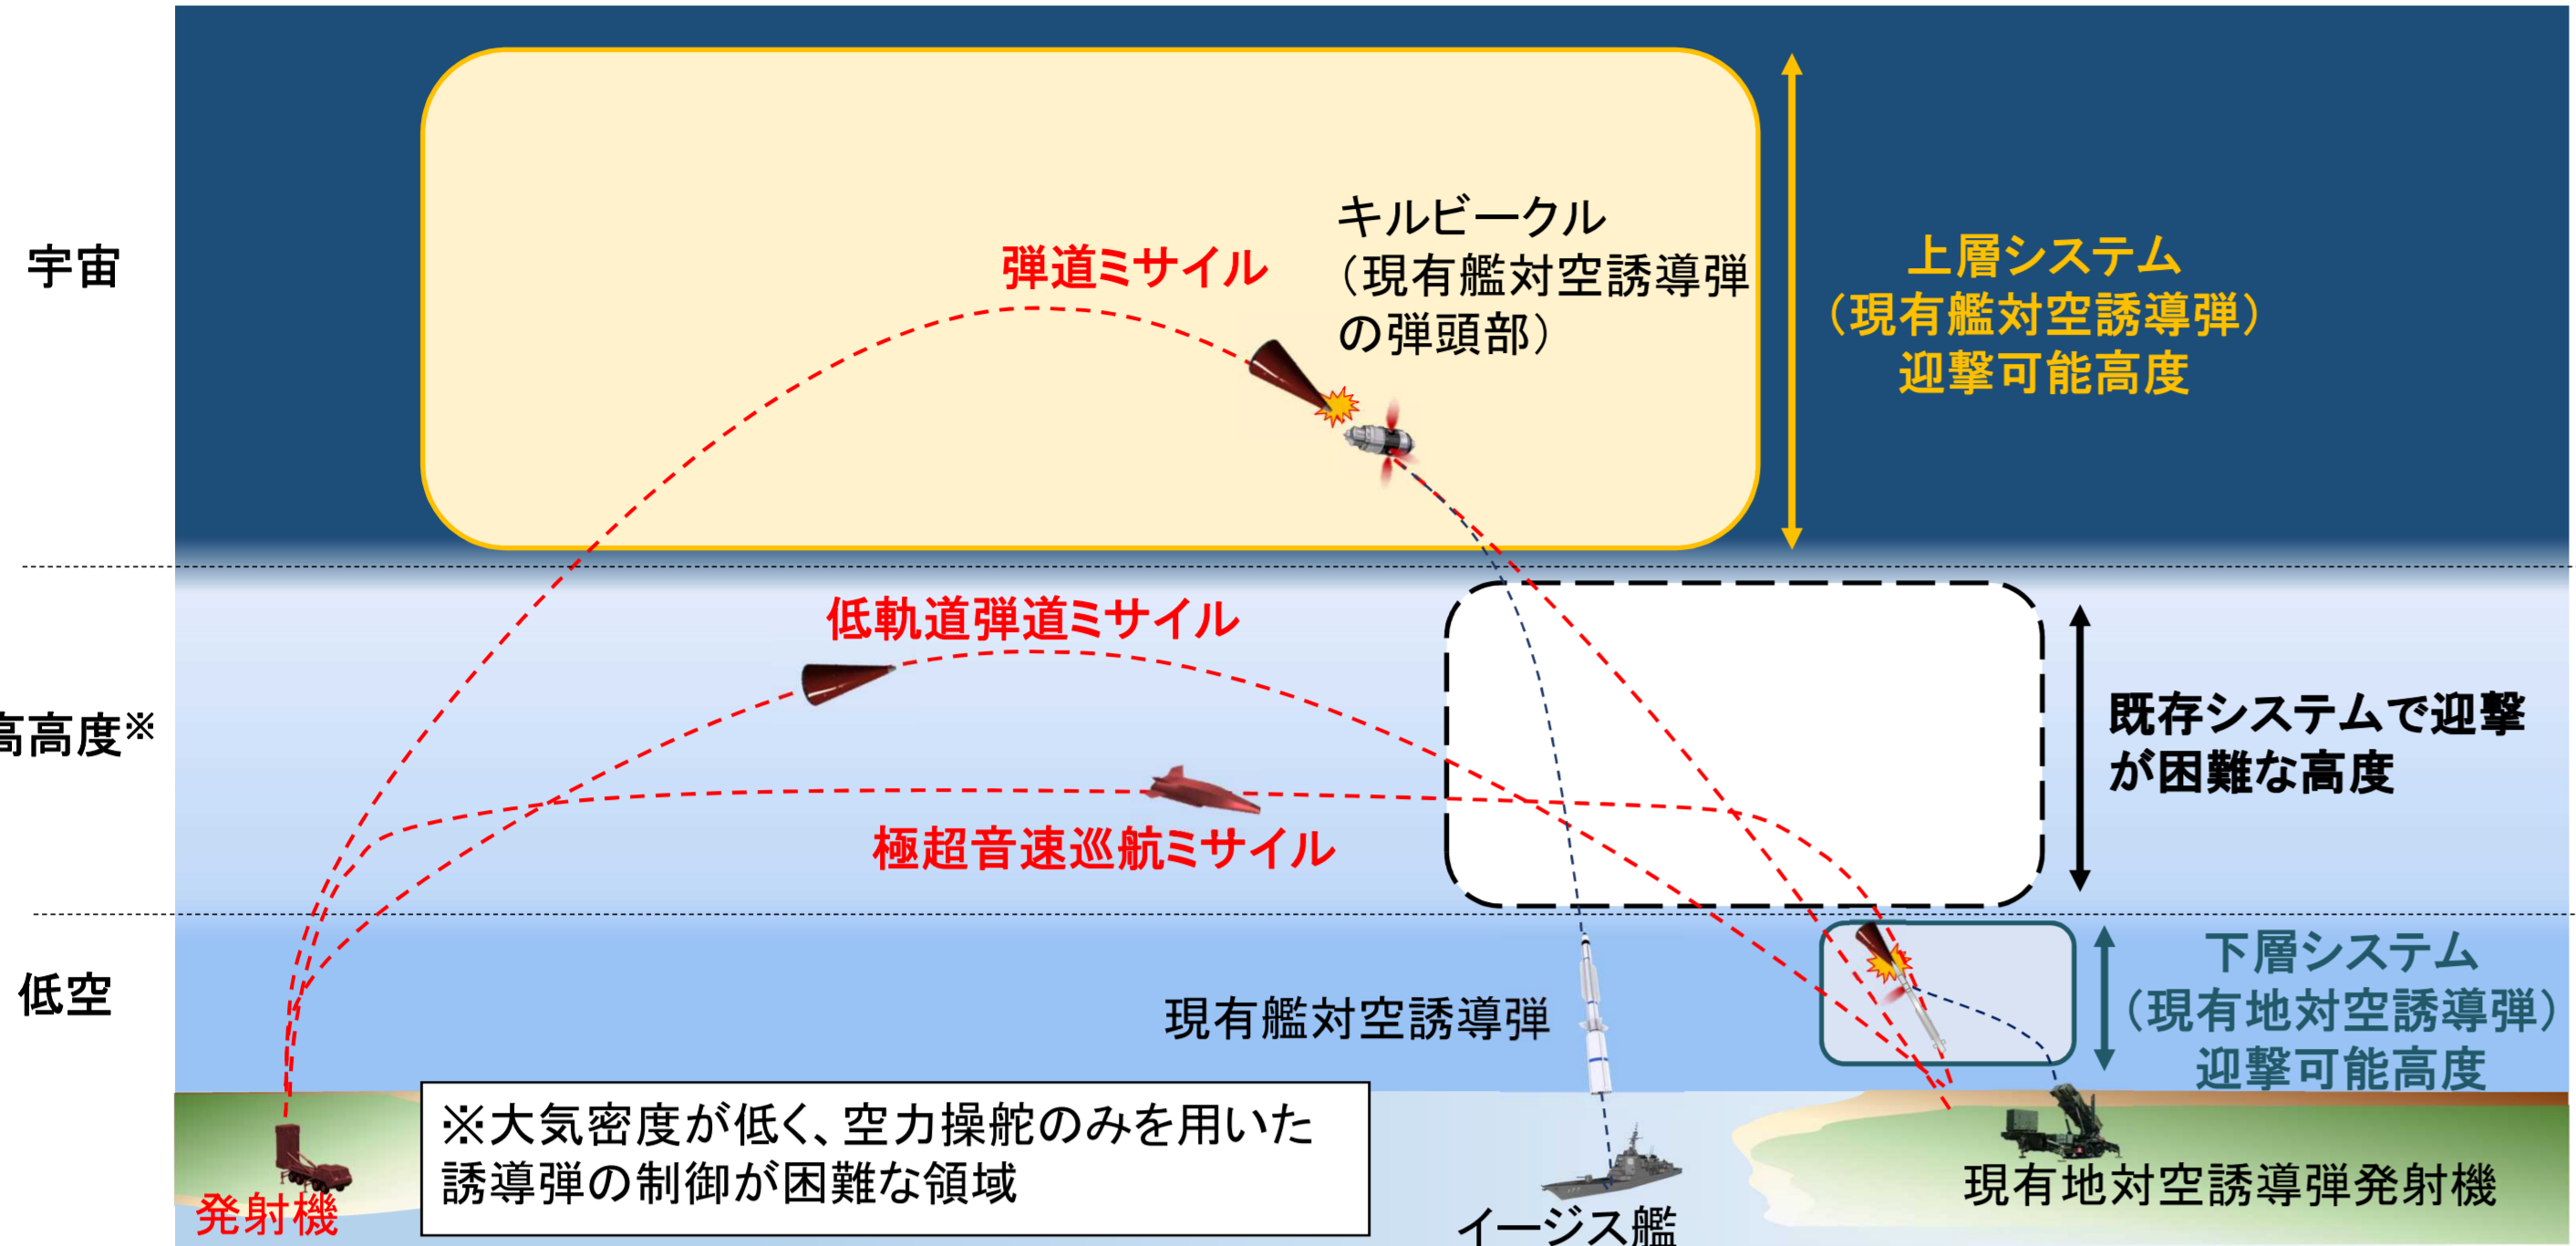 宇宙
弾道ミサイル
キルビークル
（現有艦対空誘導弾
の弾頭部）
上層システム
（現有艦対空誘導弾）
迎撃可能高度
高高度※
低軌道弾道ミサイル
極超音速巡航ミサイル
既存システムで迎撃
が困難な高度
低空
現有艦対空誘導弾
下層システム
（現有地対空誘導弾）
迎撃可能高度
※大気密度が低く、空力操舵のみを用いた
誘導弾の制御が困難な領域
発射機
イージス艦
現有地対空誘導弾発射機